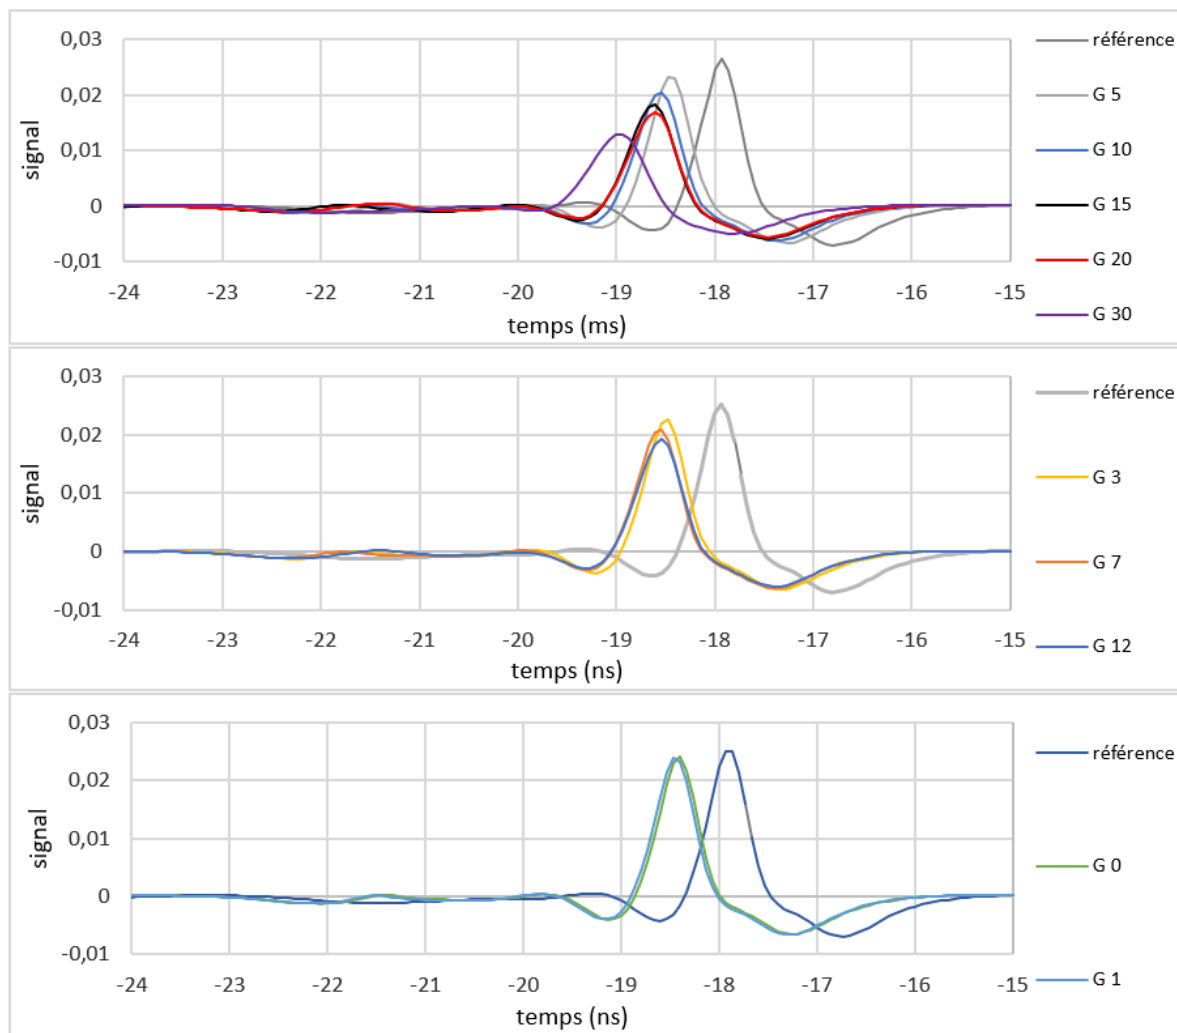 0,03
0,02
0,01
0
-0,01
signal
-24 -23 -22 -21 -20 -19 -18 -17 -16 -15
temps (ms)
référence
G 5
G 10
G 15
G 20
G 30
0,03
0,02
0,01
0
-0,01
signal
-24 -23 -22 -21 -20 -19 -18 -17 -16 -15
temps (ns)
référence
G 3
G 7
G 12
0,03
0,02
0,01
0
-0,01
signal
-24 -23 -22 -21 -20 -19 -18 -17 -16 -15
temps (ns)
référence
G 0
G 1